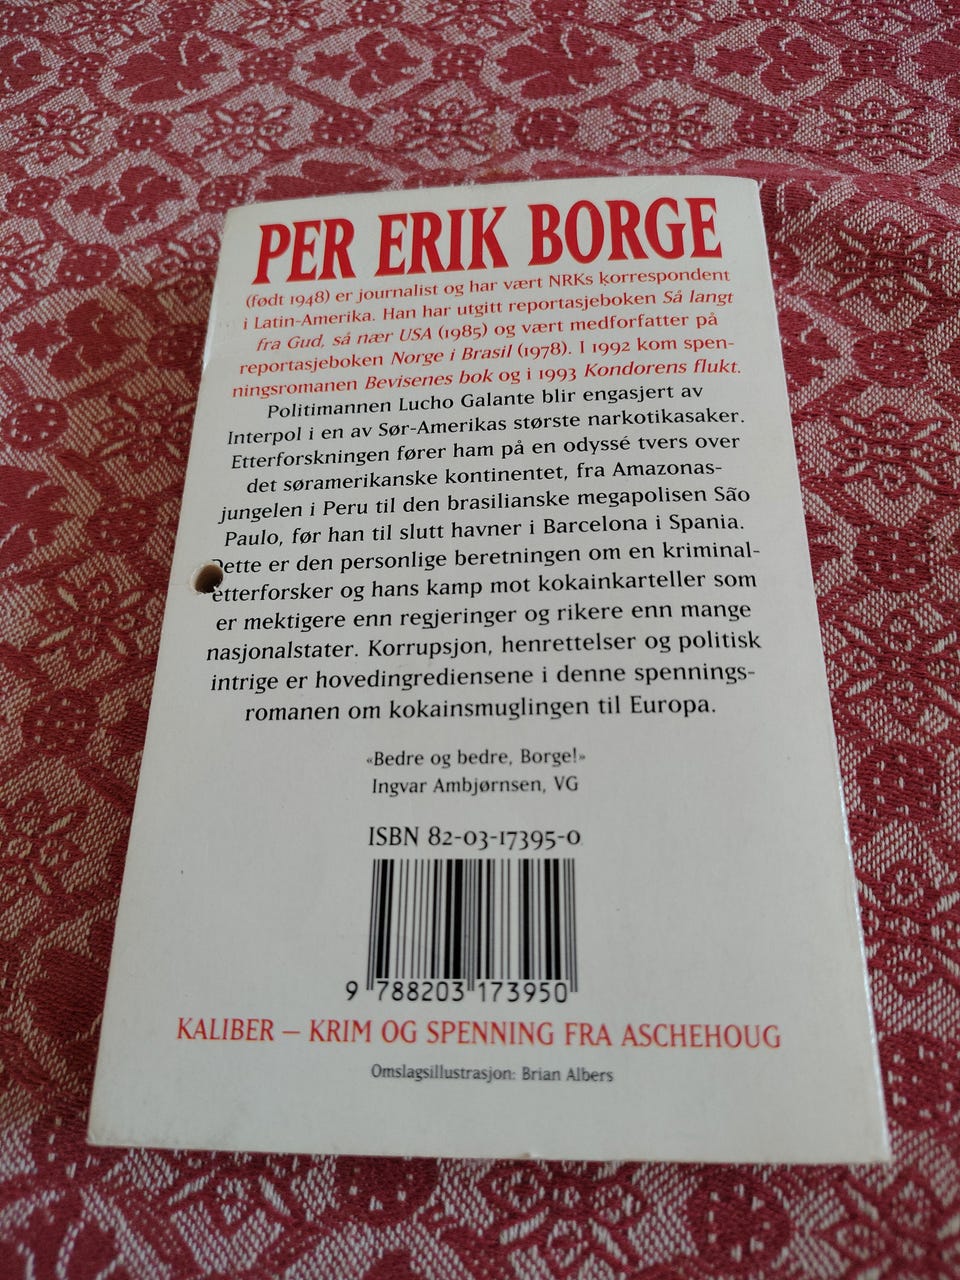 PER ERIK BORGE
(født 1948) er journalist og har vært NRKs korrespondent
i Latin-Amerika. Han har utgitt reportasjeboken Så langt
fra Gud, så nær USA (1985) og vært medforfatter på
reportasjeboken Norge i Brasil (1978). I 1992 kom spen-
ningsromanen Bevisenes bok og i 1993 Kondorens flukt.
Politimannen Lucho Galante blir engasjert av
Interpol i en av Sør-Amerikas største narkotikasaker.
Etterforskningen fører ham på en odyssé tvers over
det søramerikanske kontinentet, fra Amazonas-
jungelen i Peru til den brasilianske megapolisen São
Paulo, før han til slutt havner i Barcelona i Spania.
Dette er den personlige beretningen om en kriminal-
etterforsker og hans kamp mot kokainkarteller som
er mektigere enn regjeringer og rikere enn mange
nasjonalstater. Korrupsjon, henrettelser og politisk
intrige er hovedingrediensene i denne spennings-
romanen om kokainsmuglingen til Europa.
«Bedre og bedre, Borge!»
Ingvar Ambjørnsen, VG
ISBN 82-03-17395-0
9 788203 173950
KALIBER – KRIM OG SPENNING FRA ASCHEHOUG
Omslagsillustrasjon: Brian Albers